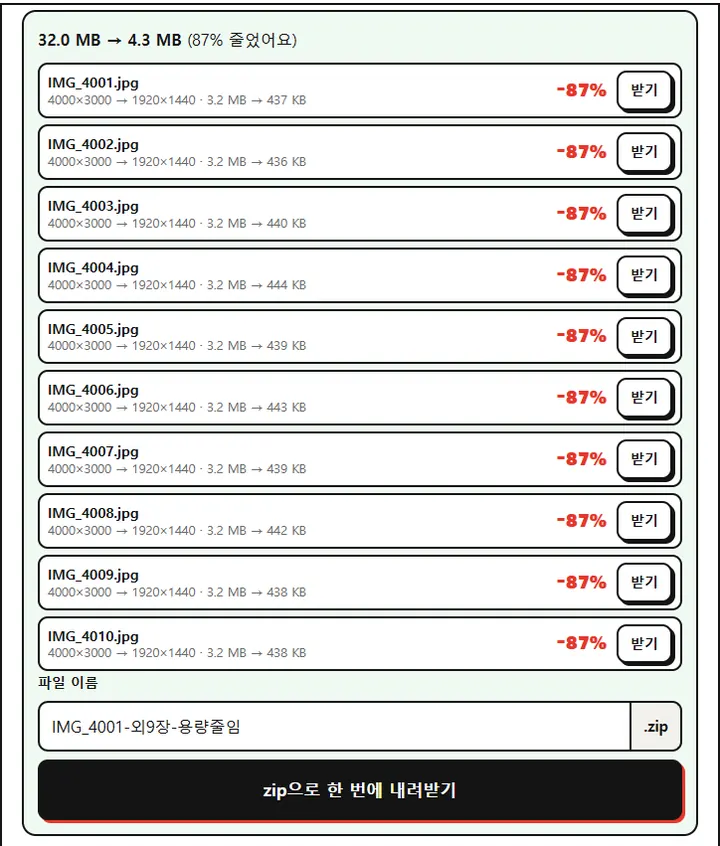 32.0 MB → 4.3 MB (87% 줄었어요)
IMG_4001.jpg
4000×3000 → 1920×1440 · 3.2 MB → 437 KB
-87%
받기
IMG_4002.jpg
4000×3000 → 1920×1440 · 3.2 MB → 436 KB
-87%
받기
IMG_4003.jpg
4000×3000 → 1920×1440 · 3.2 MB → 440 KB
-87%
받기
IMG_4004.jpg
4000×3000 → 1920×1440 · 3.2 MB → 444 KB
-87%
받기
IMG_4005.jpg
4000×3000 → 1920×1440 · 3.2 MB → 439 KB
-87%
받기
IMG_4006.jpg
4000×3000 → 1920×1440 · 3.2 MB → 443 KB
-87%
받기
IMG_4007.jpg
4000×3000 → 1920×1440 · 3.2 MB → 439 KB
-87%
받기
IMG_4008.jpg
4000×3000 → 1920×1440 · 3.2 MB → 442 KB
-87%
받기
IMG_4009.jpg
4000×3000 → 1920×1440 · 3.2 MB → 438 KB
-87%
받기
IMG_4010.jpg
4000×3000 → 1920×1440 · 3.2 MB → 438 KB
-87%
받기
파일 이름
IMG_4001-외9장-용량줄임
.zip
zip으로 한 번에 내려받기